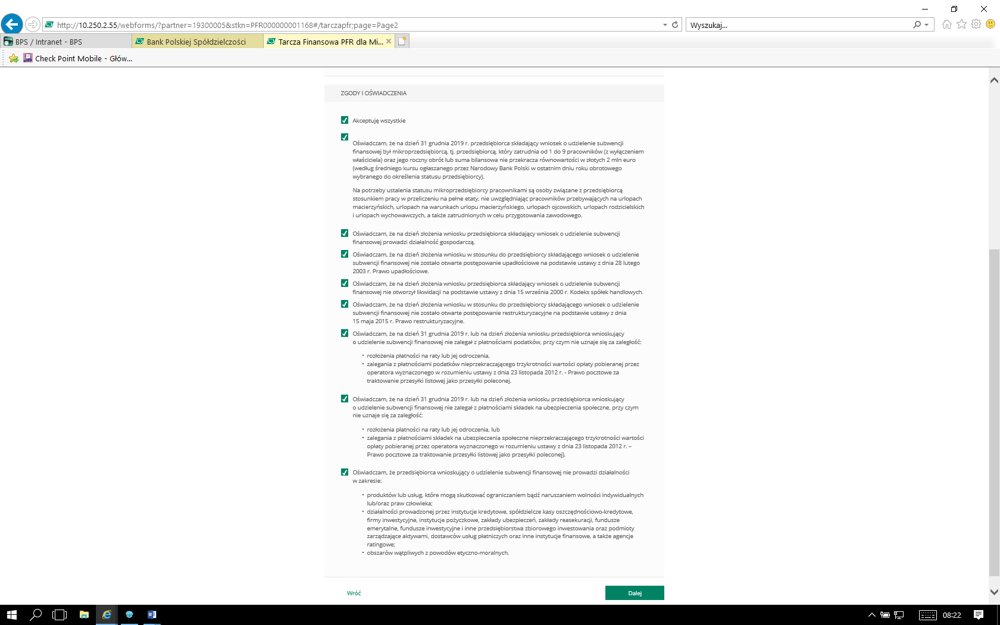 http://10.250.2.55/webforms/?partner=19300005&stkn=PFR000000001168#/tarczapfr;page=Page2
Wyszukaj...
BPS / Intranet - BPS
Bank Polskiej Spółdzielczości
Tarcza Finansowa PFR dla Mi...
Check Point Mobile - Głów...
ZGODY I OŚWIADCZENIA
Akceptuję wszystkie
Oświadczam, że na dzień 31 grudnia 2019 r. przedsiębiorca składający wniosek o udzielenie subwencji
finansowej był mikroprzedsiębiorcą, tj. przedsiębiorcą, który zatrudnia od 1 do 9 pracowników (z wyłączeniem
właściciela) oraz jego roczny obrót lub suma bilansowa nie przekracza równowartości w złotych 2 mln euro
(według średniego kursu ogłaszanego przez Narodowy Bank Polski w ostatnim dniu roku obrotowego
wybranego do określenia statusu przedsiębiorcy).
Na potrzeby ustalenia statusu mikroprzedsiębiorcy pracownikami są osoby związane z przedsiębiorcą
stosunkiem pracy w przeliczeniu na pełne etaty, nie uwzględniając pracowników przebywających na urlopach
macierzyńskich, urlopach na warunkach urlopu macierzyńskiego, urlopach ojcowskich, urlopach rodzicielskich
i urlopach wychowawczych, a także zatrudnionych w celu przygotowania zawodowego.
Oświadczam, że na dzień złożenia wniosku przedsiębiorca składający wniosek o udzielenie subwencji
finansowej prowadzi działalność gospodarczą.
Oświadczam, że na dzień złożenia wniosku w stosunku do przedsiębiorcy składającego wniosek o udzielenie
subwencji finansowej nie zostało otwarte postępowanie upadłościowe na podstawie ustawy z dnia 28 lutego
2003 r. Prawo upadłościowe.
Oświadczam, że na dzień złożenia wniosku przedsiębiorca składający wniosek o udzielenie subwencji
finansowej nie otworzył likwidacji na podstawie ustawy z dnia 15 września 2000 r. Kodeks spółek handlowych.
Oświadczam, że na dzień złożenia wniosku w stosunku do przedsiębiorcy składającego wniosek o udzielenie
subwencji finansowej nie zostało otwarte postępowanie restrukturyzacyjne na podstawie ustawy z dnia
15 maja 2015 r. Prawo restrukturyzacyjne.
Oświadczam, że na dzień 31 grudnia 2019 r. lub na dzień złożenia wniosku przedsiębiorca wnioskujący
o udzielenie subwencji finansowej nie zalegał z płatnościami podatków, przy czym nie uznaje się za zaległość:
• rozłożenia płatności na raty lub jej odroczenia,
• zalegania z płatnościami podatków nieprzekraczającego trzykrotności wartości opłaty pobieranej przez
operatora wyznaczonego w rozumieniu ustawy z dnia 23 listopada 2012 r. - Prawo pocztowe za
traktowanie przesyłki listowej jako przesyłki poleconej.
Oświadczam, że na dzień 31 grudnia 2019 r. lub na dzień złożenia wniosku przedsiębiorca wnioskujący
o udzielenie subwencji finansowej nie zalegał z płatnościami składek na ubezpieczenia społeczne, przy czym
nie uznaje się za zaległość:
• rozłożenia płatności na raty lub jej odroczenia, lub
• zalegania z płatnościami składek na ubezpieczenia społeczne nieprzekraczającego trzykrotności wartości
opłaty pobieranej przez operatora wyznaczonego w rozumieniu ustawy z dnia 23 listopada 2012 r. –
Prawo pocztowe za traktowanie przesyłki listowej jako przesyłki poleconej).
Oświadczam, że przedsiębiorca wnioskujący o udzielenie subwencji finansowej nie prowadzi działalności
w zakresie:
• produktów lub usług, które mogą skutkować ograniczaniem bądź naruszaniem wolności indywidualnych
lub/oraz praw człowieka;
• działalności prowadzonej przez instytucje kredytowe, spółdzielcze kasy oszczędnościowo-kredytowe,
firmy inwestycyjne, instytucje pożyczkowe, zakłady ubezpieczeń, zakłady reasekuracji, fundusze
emerytalne, fundusze inwestycyjne i inne przedsiębiorstwa zbiorowego inwestowania oraz podmioty
zarządzające aktywami, dostawców usług płatniczych oraz inne instytucje finansowe, a także agencje
ratingowe;
• obszarów wątpliwych z powodów etyczno-moralnych.
Wróć
Dalej
08:22